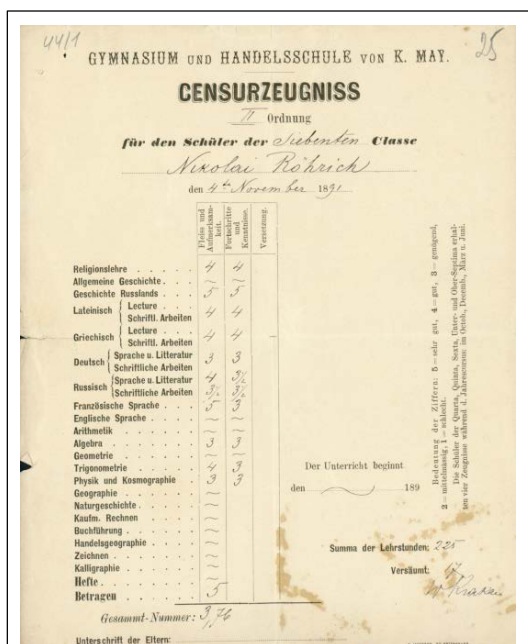 44/1
25
GYMNASIUM UND HANDELSSCHULE VON K. MAY.
CENSURZEUGNISS
II Ordnung
für den Schüler der Siebenten Classe
Nikolai Röhrich
den 4ten November 1891
Fleiss und Aufmerksamkeit.
Fortschritte und Kenntnisse.
Versetzung.
Religionslehre 4 4
Allgemeine Geschichte ~ ~
Geschichte Russlands 5 5
Lateinisch { Lecture
Schriftl. Arbeiten 4 4
Griechisch { Lecture
Schriftl. Arbeiten 4 4
Deutsch { Sprache u. Litteratur 3 3
Schriftliche Arbeiten
Russisch { Sprache u. Litteratur 4 3½
Schriftliche Arbeiten 3½ 3½
Französische Sprache 5 3
Englische Sprache ~ ~
Arithmetik ~ ~
Algebra 3 3
Geometrie ~ ~
Trigonometrie 4 3
Physik und Kosmographie 3 3
Geographie ~
Naturgeschichte ~
Kaufm. Rechnen ~
Buchführung ~
Handelsgeographie ~
Zeichnen ~
Kalligraphie ~
Hefte ~
Betragen 5
Gesammt-Nummer: 3,76
Unterschrift der Eltern:
Der Unterricht beginnt
den 189
Summa der Lehrstunden: 225
Versäumt: 17
Bedeutung der Ziffern: 5 = sehr gut, 4 = gut, 3 = genügend,
2 = mittelmässig, 1 = schlecht.
Die Schüler der Quarta, Quinta, Sexta, Unter- und Ober-Septima erhal-
ten vier Zeugnisse während d. Jahrescursus: im Octob., Decemb., März u. Juni.